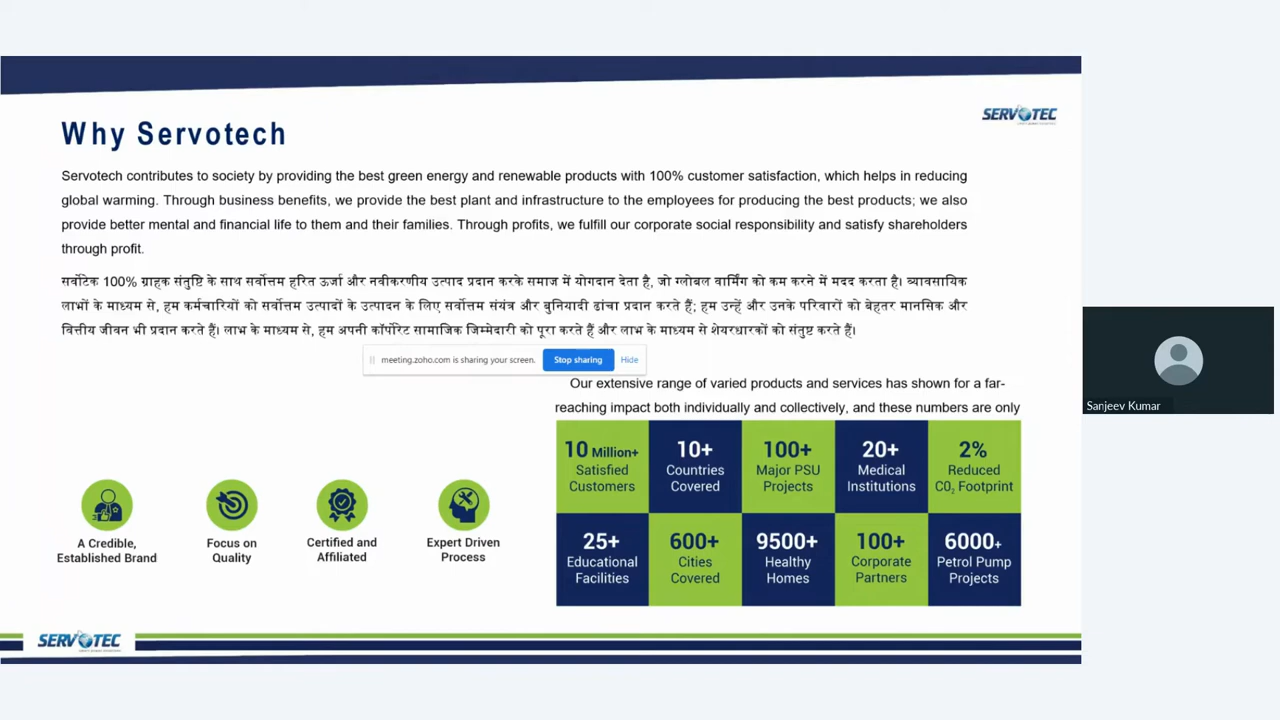 SERVOTEC
Why Servotech
Servotech contributes to society by providing the best green energy and renewable products with 100% customer satisfaction, which helps in reducing
global warming. Through business benefits, we provide the best plant and infrastructure to the employees for producing the best products; we also
provide better mental and financial life to them and their families. Through profits, we fulfill our corporate social responsibility and satisfy shareholders
through profit.
सर्वोटेक 100% ग्राहक संतुष्टि के साथ सर्वोत्तम हरित ऊर्जा और नवीकरणीय उत्पाद प्रदान करके समाज में योगदान देता है, जो ग्लोबल वार्मिंग को कम करने में मदद करता है। व्यावसायिक
लाभों के माध्यम से, हम कर्मचारियों को सर्वोत्तम उत्पादों के उत्पादन के लिए सर्वोत्तम संयंत्र और बुनियादी ढांचा प्रदान करते हैं; हम उन्हें और उनके परिवारों को बेहतर मानसिक और
वित्तीय जीवन भी प्रदान करते हैं। लाभ के माध्यम से, हम अपनी कॉर्पोरेट सामाजिक जिम्मेदारी को पूरा करते हैं और लाभ के माध्यम से शेयरधारकों को संतुष्ट करते हैं।
meeting.zoho.com is sharing your screen. Stop sharing Hide
Our extensive range of varied products and services has shown for a far-
reaching impact both individually and collectively, and these numbers are only
10 Million+
Satisfied
Customers
10+
Countries
Covered
100+
Major PSU
Projects
20+
Medical
Institutions
2%
Reduced
C0₂ Footprint
25+
Educational
Facilities
600+
Cities
Covered
9500+
Healthy
Homes
100+
Corporate
Partners
6000+
Petrol Pump
Projects
A Credible,
Established Brand
Focus on
Quality
Certified and
Affiliated
Expert Driven
Process
SERVOTEC
Sanjeev Kumar